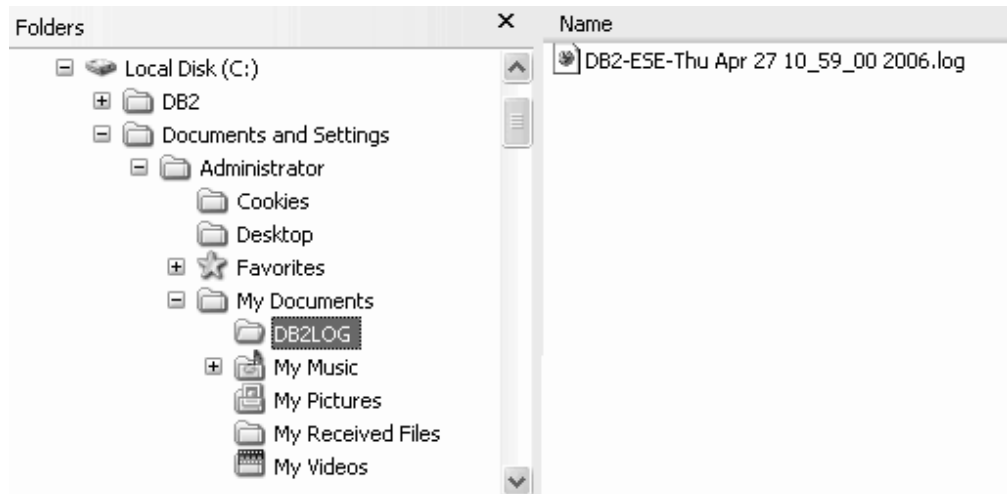 Folders
Local Disk (C:)
DB2
Documents and Settings
Administrator
Cookies
Desktop
Favorites
My Documents
DB2LOG
My Music
My Pictures
My Received Files
My Videos
Name
DB2-ESE-Thu Apr 27 10_59_00 2006.log